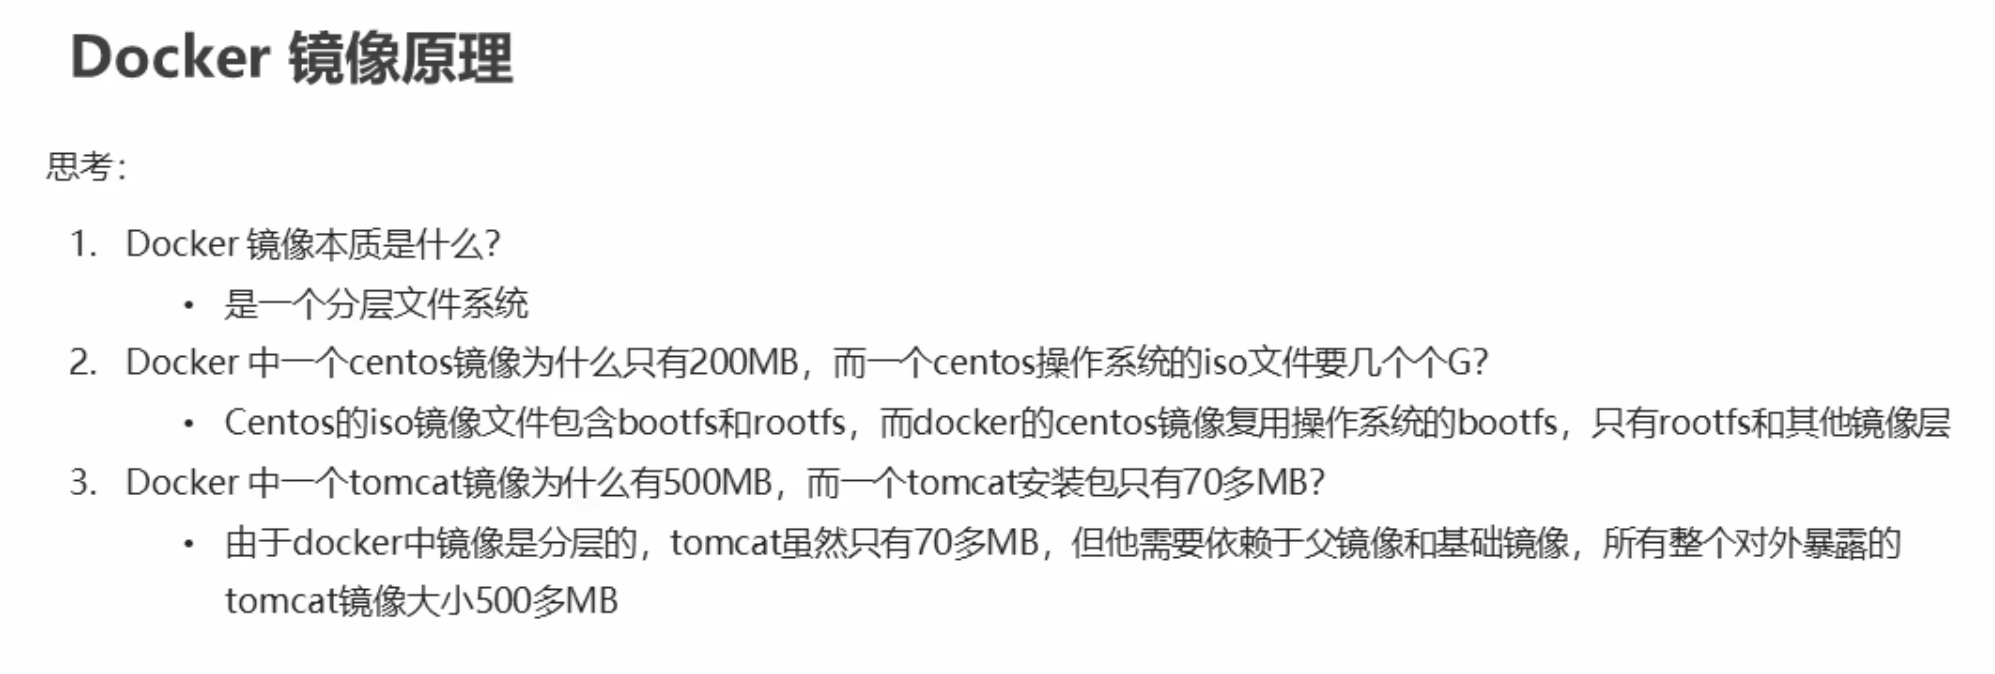 Docker 镜像原理
思考：
1. Docker 镜像本质是什么？
• 是一个分层文件系统
2. Docker 中一个centos镜像为什么只有200MB，而一个centos操作系统的iso文件要几个个G？
• Centos的iso镜像文件包含bootfs和rootfs，而docker的centos镜像复用操作系统的bootfs，只有rootfs和其他镜像层
3. Docker 中一个tomcat镜像为什么有500MB，而一个tomcat安装包只有70多MB？
• 由于docker中镜像是分层的，tomcat虽然只有70多MB，但他需要依赖于父镜像和基础镜像，所有整个对外暴露的
tomcat镜像大小500多MB